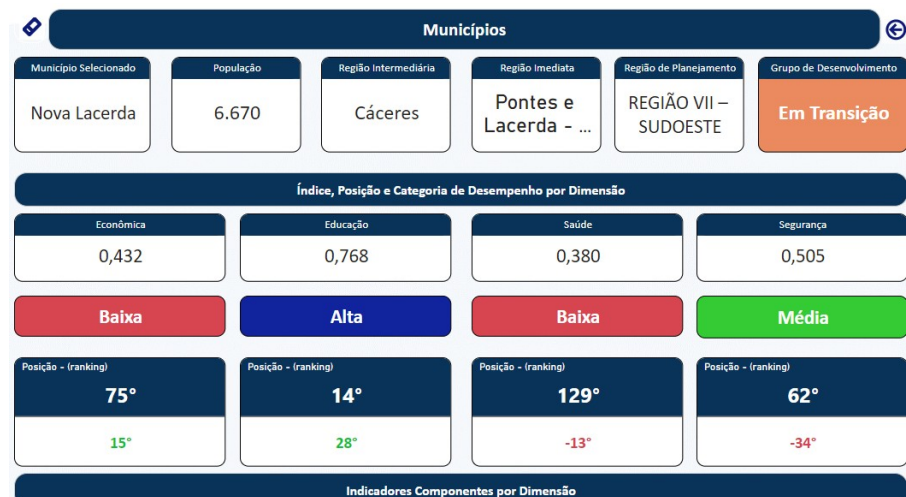 Municípios
Município Selecionado
Nova Lacerda
População
6.670
Região Intermediária
Cáceres
Região Imediata
Pontes e
Lacerda - ...
Região de Planejamento
REGIÃO VII –
SUDOESTE
Grupo de Desenvolvimento
Em Transição
Índice, Posição e Categoria de Desempenho por Dimensão
Econômica
0,432
Educação
0,768
Saúde
0,380
Segurança
0,505
Baixa
Alta
Baixa
Média
Posição - (ranking)
75°
15°
Posição - (ranking)
14°
28°
Posição - (ranking)
129°
-13°
Posição - (ranking)
62°
-34°
Indicadores Componentes por Dimensão